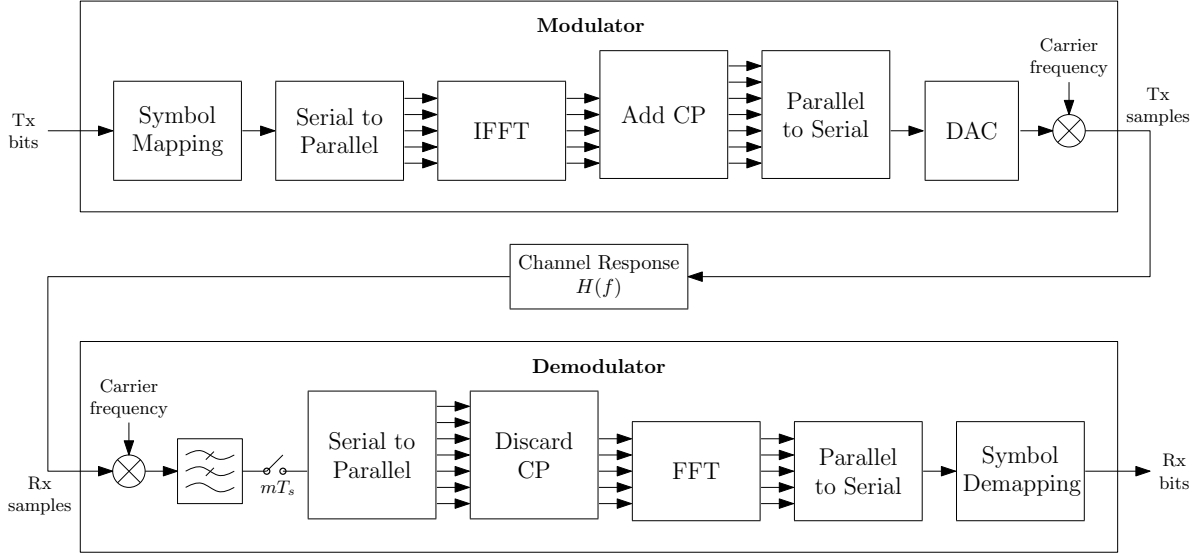 Modulator
Carrier
frequency
Tx
bits
Symbol
Mapping
Serial to
Parallel
IFFT
Add CP
Parallel
to Serial
DAC
Tx
samples
Channel Response
H(f)
Demodulator
Carrier
frequency
Rx
samples
mTs
Serial to
Parallel
Discard
CP
FFT
Parallel
to Serial
Symbol
Demapping
Rx
bits